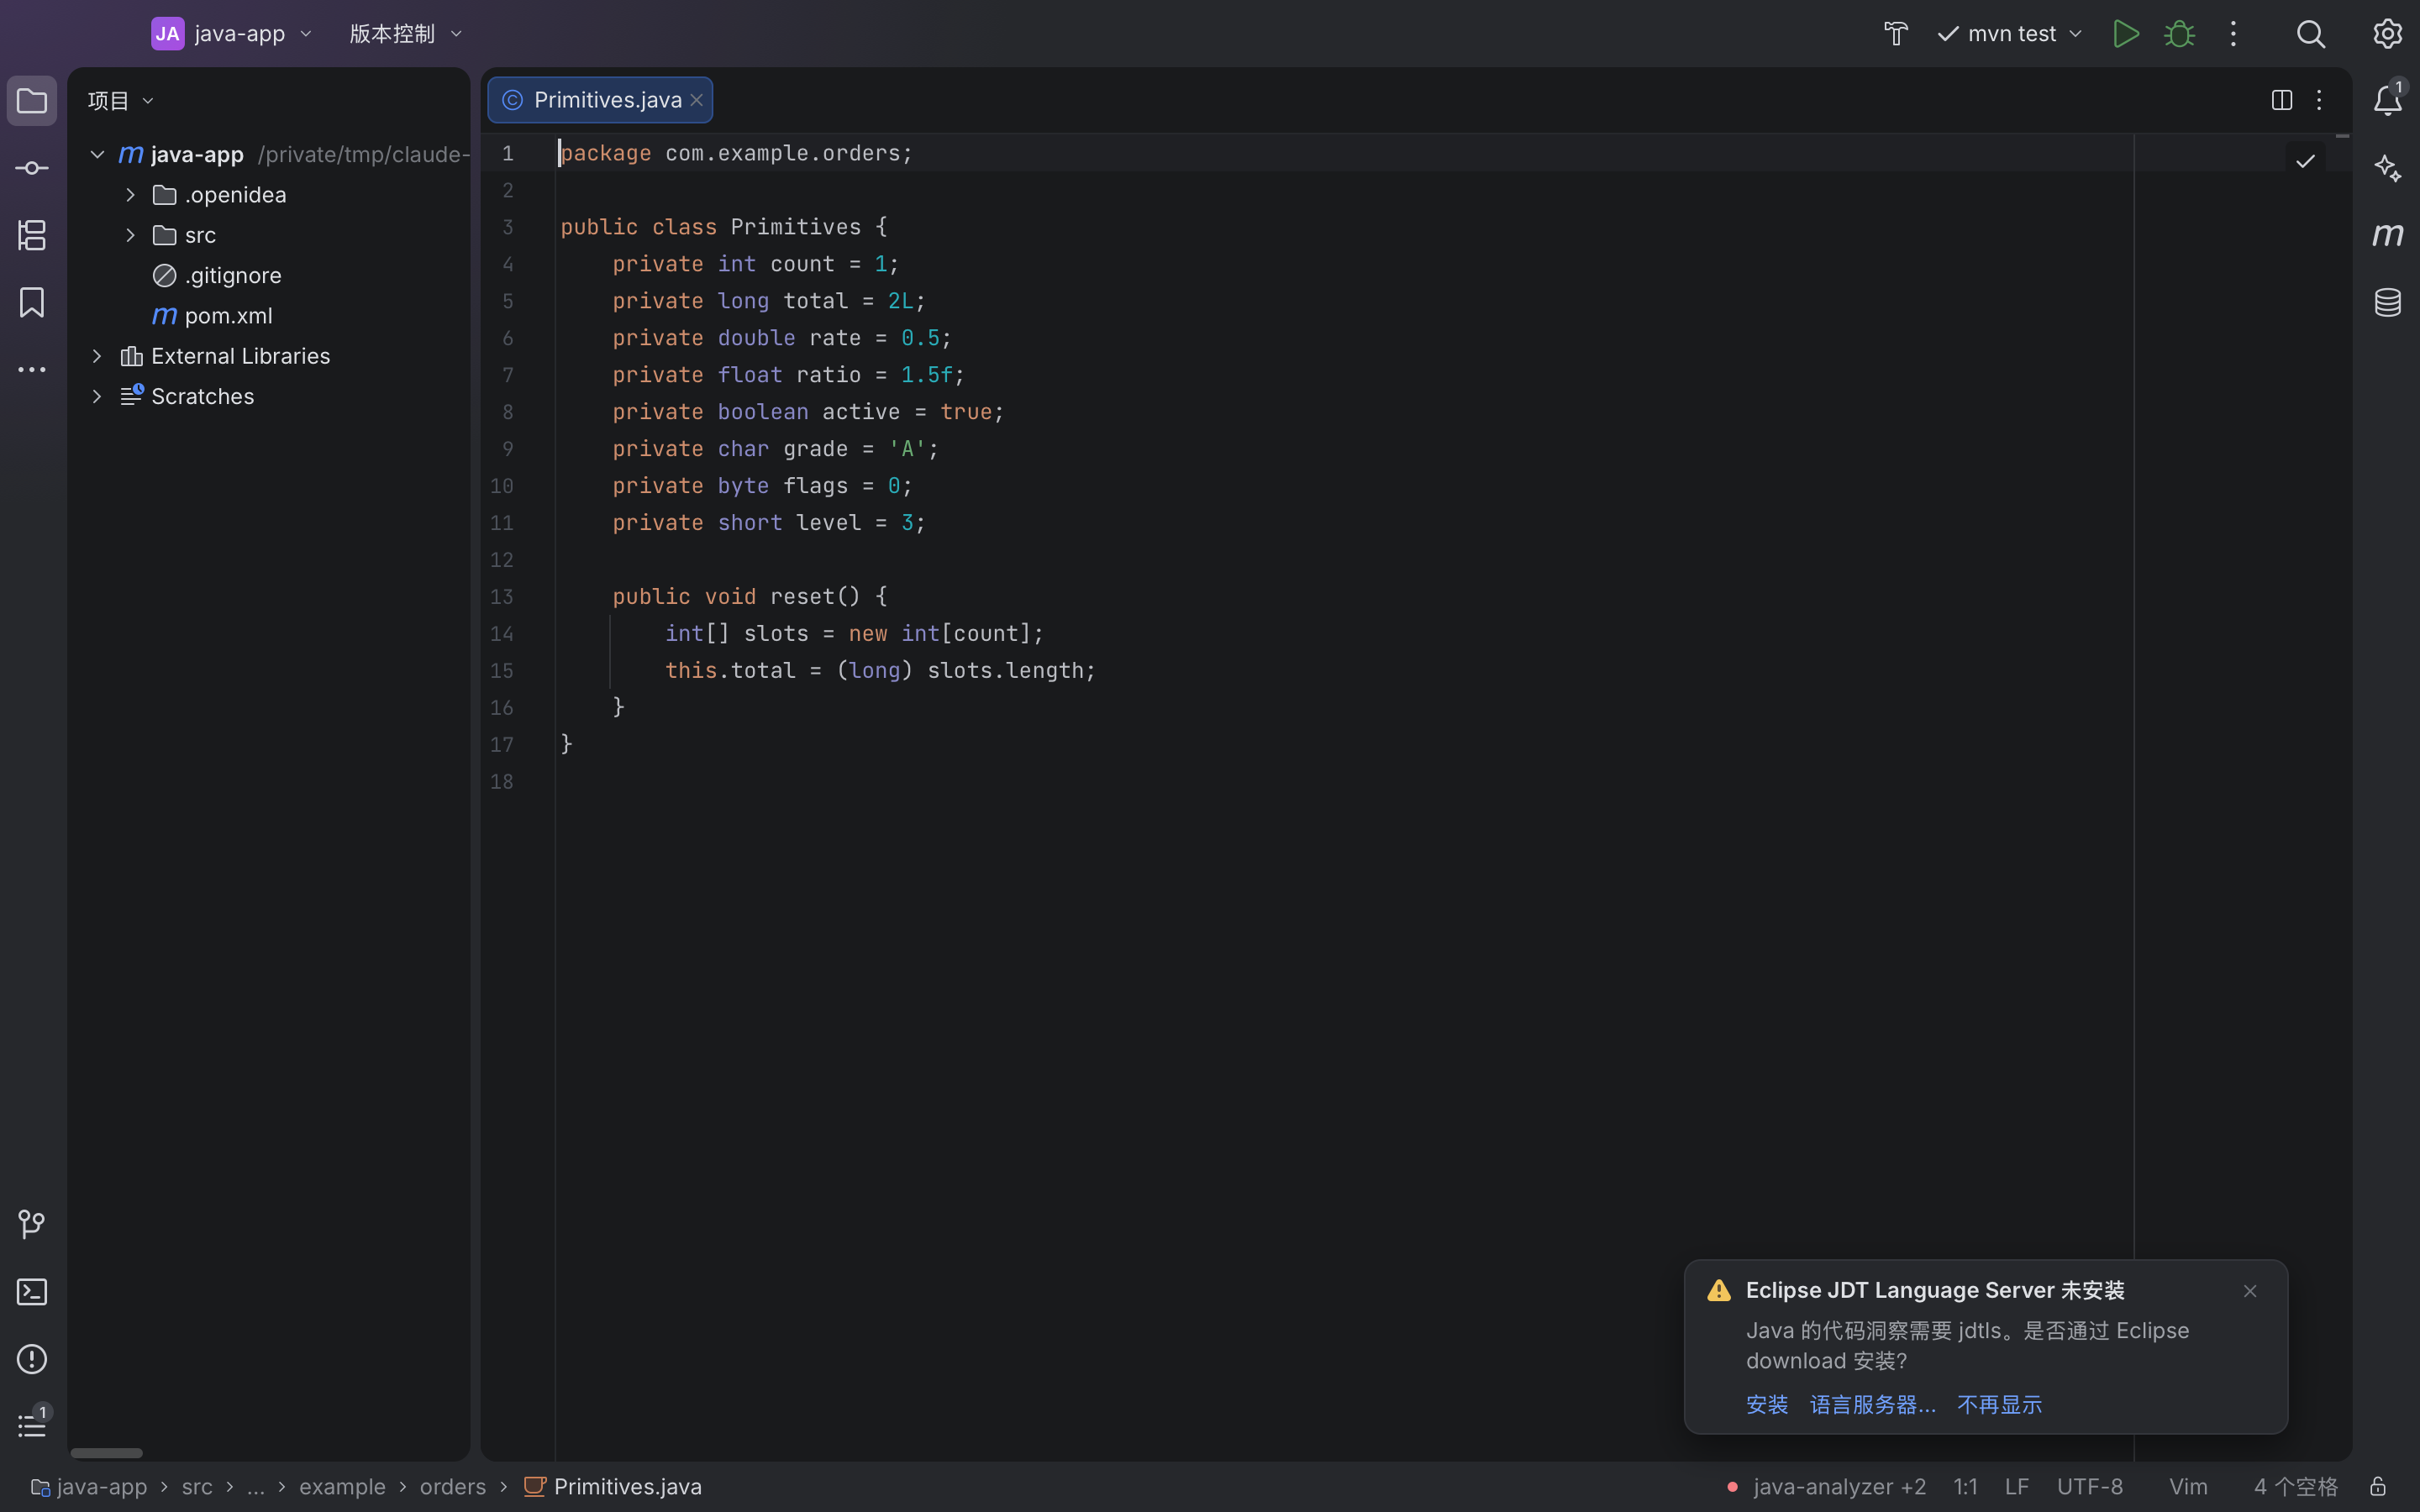 JA java-app 版本控制 mvn test
项目
Primitives.java
1
java-app /private/tmp/claude-
.openidea
src
.gitignore
m pom.xml
External Libraries
Scratches
1 package com.example.orders;
2
3 public class Primitives {
4 private int count = 1;
5 private long total = 2L;
6 private double rate = 0.5;
7 private float ratio = 1.5f;
8 private boolean active = true;
9 private char grade = 'A';
10 private byte flags = 0;
11 private short level = 3;
12
13 public void reset() {
14 int[] slots = new int[count];
15 this.total = (long) slots.length;
16 }
17 }
18
Eclipse JDT Language Server 未安装
Java 的代码洞察需要 jdtls。是否通过 Eclipse
download 安装?
安装 语言服务器... 不再显示
1
java-app > src > ... > example > orders > Primitives.java java-analyzer +2 1:1 LF UTF-8 Vim 4 个空格